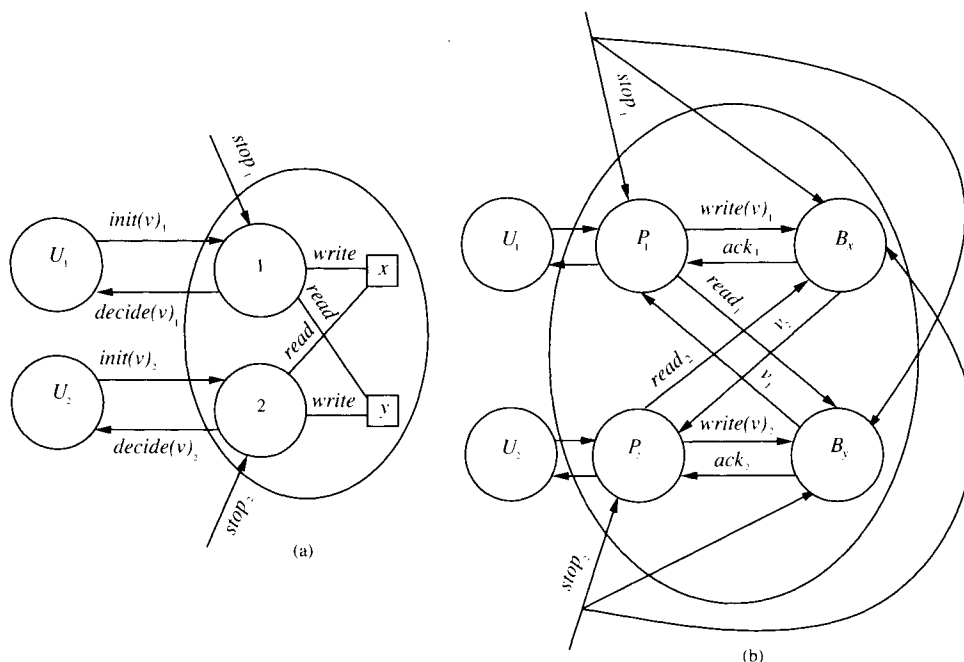 stop₁
init(v)₁
U₁
1
write
x
decide(v)₁
read
read
init(v)₂
U₂
2
write
y
decide(v)₂
stop₂
(a)
stop₁
U₁
P₁
write(v)₁
ack₁
Bₓ
read₁
v₂
read₂
v₁
U₂
P₂
write(v)₂
ack₂
B_y
stop₂
(b)